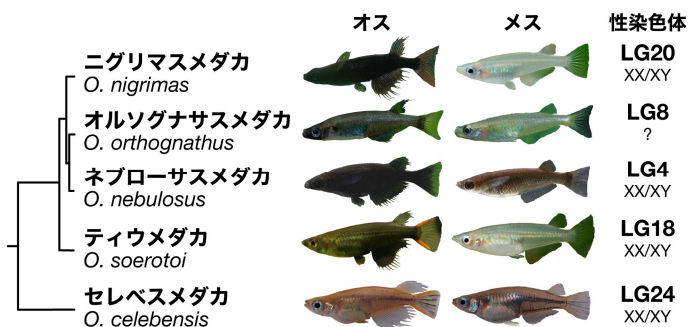 オス メス 性染色体
ニグリマスメダカ LG20
O. nigrimas XX/XY
オルソグナサスメダカ LG8
O. orthognathus ?
ネブローサスメダカ LG4
O. nebulosus XX/XY
ティウメダカ LG18
O. soerotoi XX/XY
セレベスメダカ LG24
O. celebensis XX/XY